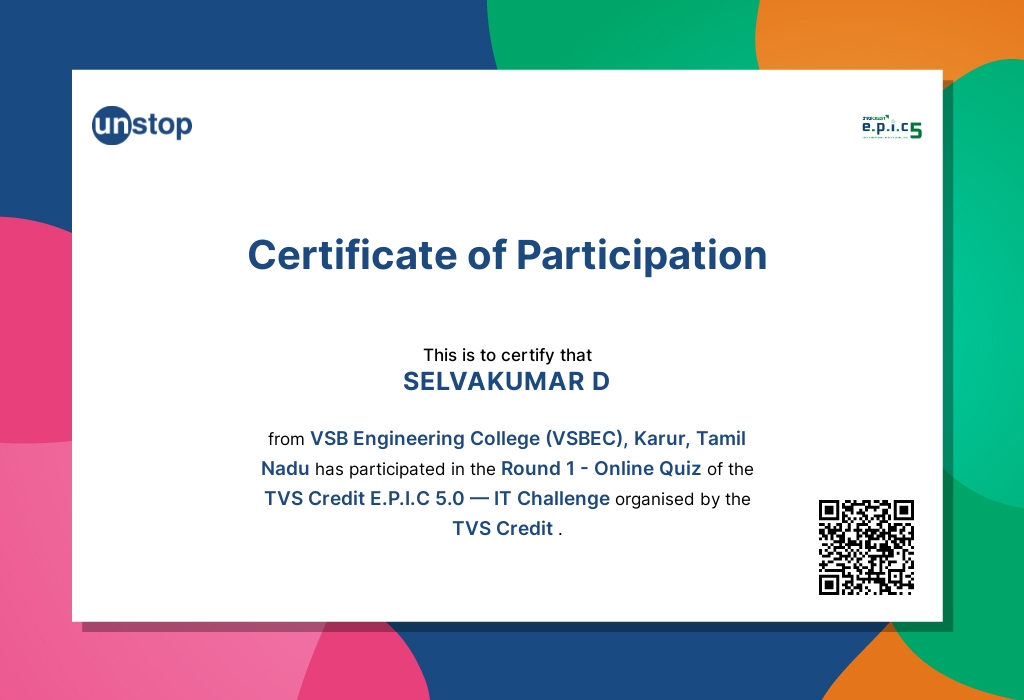 unstop
e.p.i.c5
Certificate of Participation
This is to certify that
SELVAKUMAR D
from VSB Engineering College (VSBEC), Karur, Tamil
Nadu has participated in the Round 1 - Online Quiz of the
TVS Credit E.P.I.C 5.0 — IT Challenge organised by the
TVS Credit .